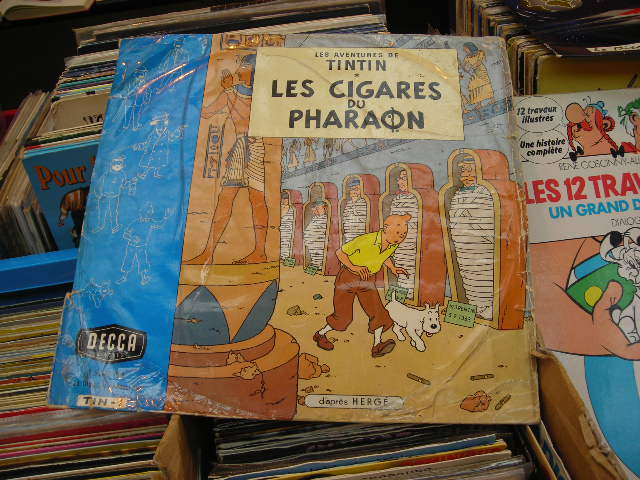 LES AVENTURES DE
TINTIN
LES CIGARES
DU
PHARAON
DECCA
TIN-
d'après HERGÉ
Pour
12 travaux
illustrés
Une histoire
complète
LES 12 TRAV
UN GRAND D